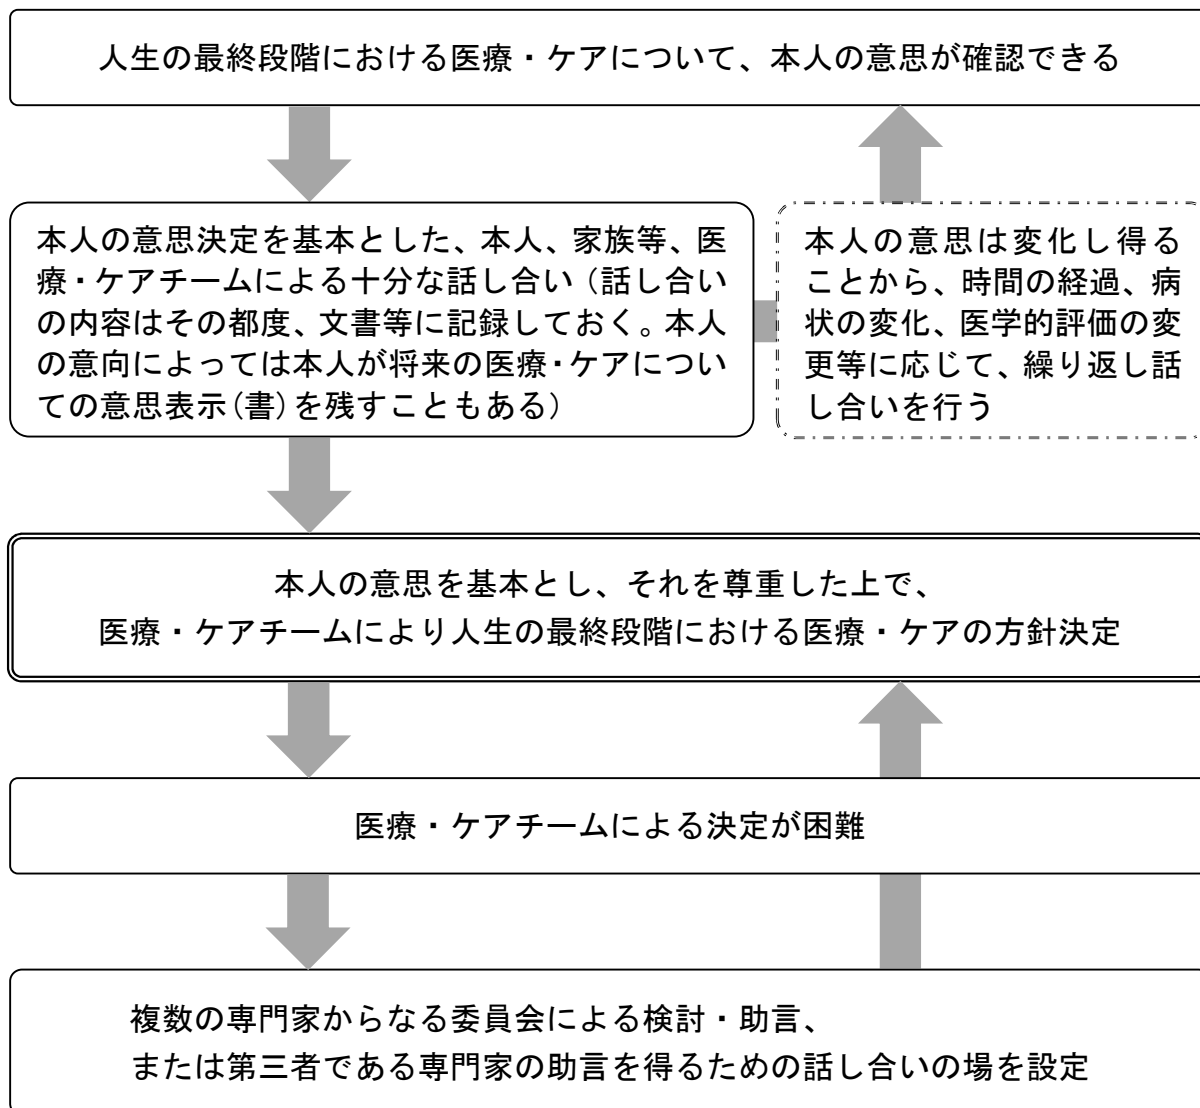 人生の最終段階における医療・ケアについて、本人の意思が確認できる
本人の意思決定を基本とした、本人、家族等、医
療・ケアチームによる十分な話し合い（話し合い
の内容はその都度、文書等に記録しておく。本人
の意向によっては本人が将来の医療・ケアについ
ての意思表示(書)を残すこともある）
本人の意思は変化し得る
ことから、時間の経過、病
状の変化、医学的評価の変
更等に応じて、繰り返し話
し合いを行う
本人の意思を基本とし、それを尊重した上で、
医療・ケアチームにより人生の最終段階における医療・ケアの方針決定
医療・ケアチームによる決定が困難
複数の専門家からなる委員会による検討・助言、
または第三者である専門家の助言を得るための話し合いの場を設定